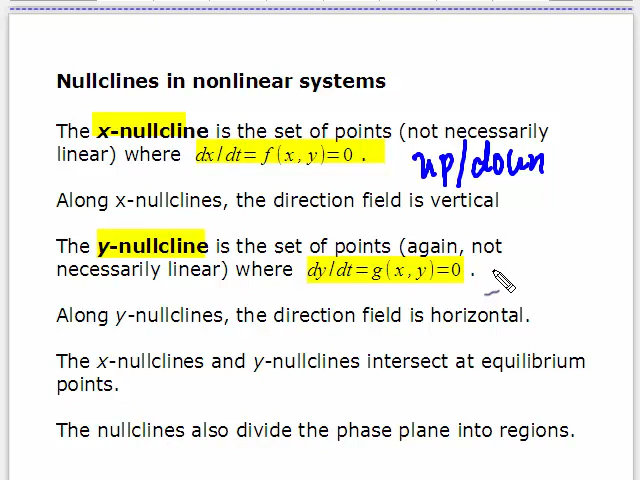 Nullclines in nonlinear systems
The x-nullcline is the set of points (not necessarily
linear) where dx/dt=f(x,y)=0 .
up/down
Along x-nullclines, the direction field is vertical
The y-nullcline is the set of points (again, not
necessarily linear) where dy/dt=g(x,y)=0 .
Along y-nullclines, the direction field is horizontal.
The x-nullclines and y-nullclines intersect at equilibrium
points.
The nullclines also divide the phase plane into regions.